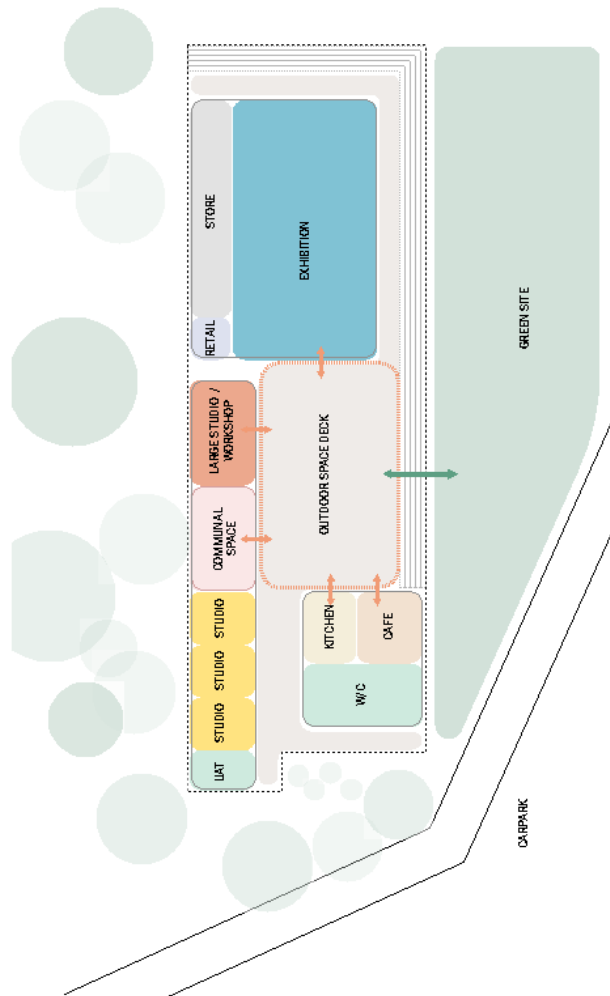 STORE
EXHIBITION
RETAIL
GREEN SITE
LARGE STUDIO /
WORKSHOP
OUTDOOR SPACE DECK
COMMUNAL
SPACE
STUDIO
KITCHEN
CAFE
STUDIO
W/C
STUDIO
UAT
CARPARK